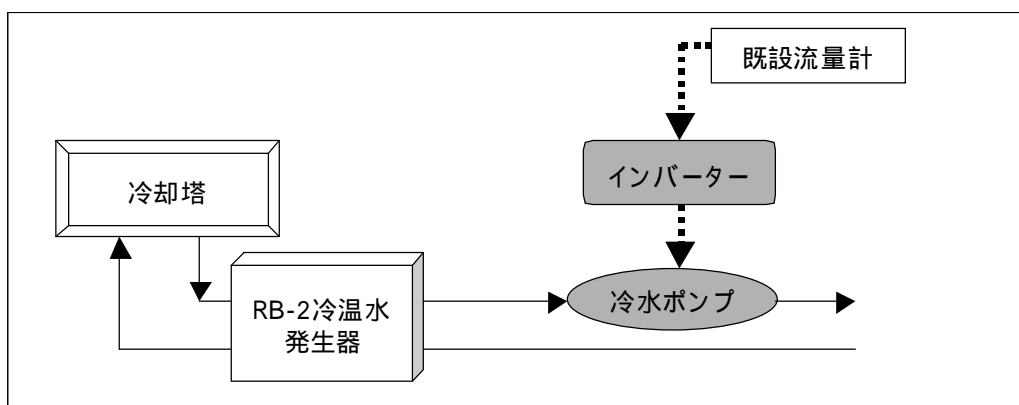 既設流量計
インバーター
冷却塔
RB-2冷温水
発生器
冷水ポンプ